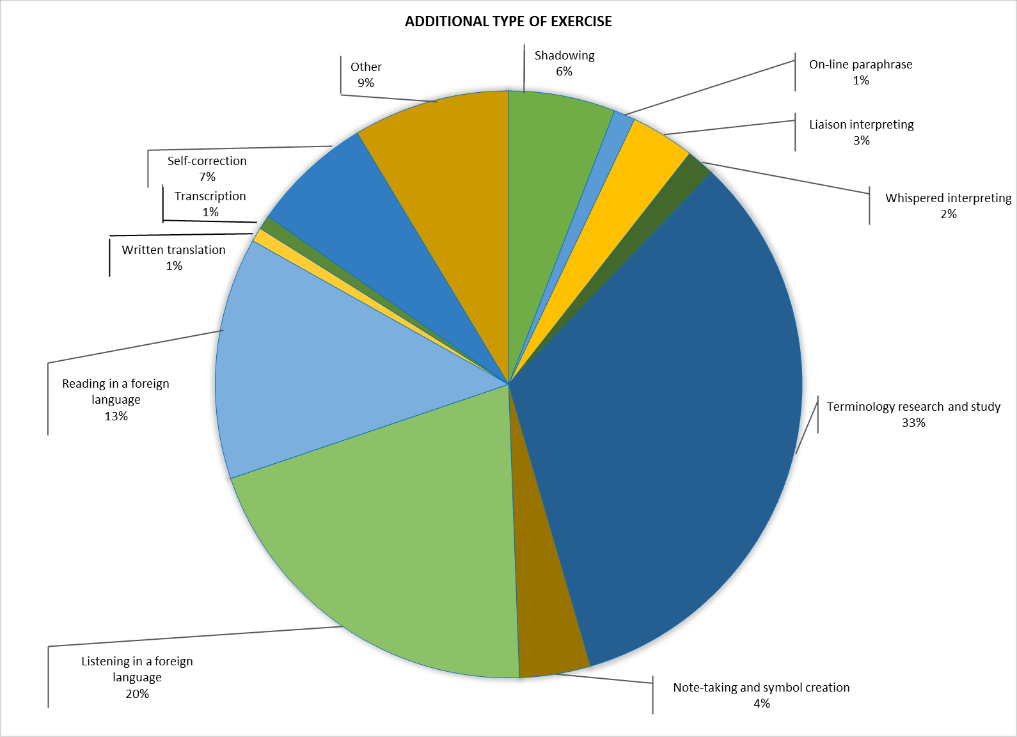 ADDITIONAL TYPE OF EXERCISE
Shadowing
6%
On-line paraphrase
1%
Liaison interpreting
3%
Whispered interpreting
2%
Terminology research and study
33%
Note-taking and symbol creation
4%
Listening in a foreign
language
20%
Reading in a foreign
language
13%
Written translation
1%
Transcription
1%
Self-correction
7%
Other
9%